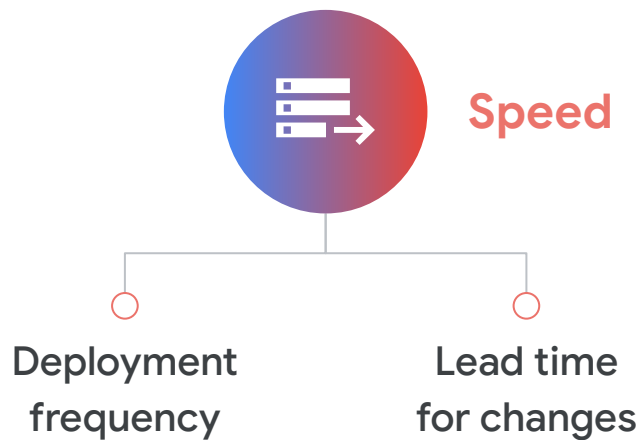 Speed
Deployment
frequency
Lead time
for changes